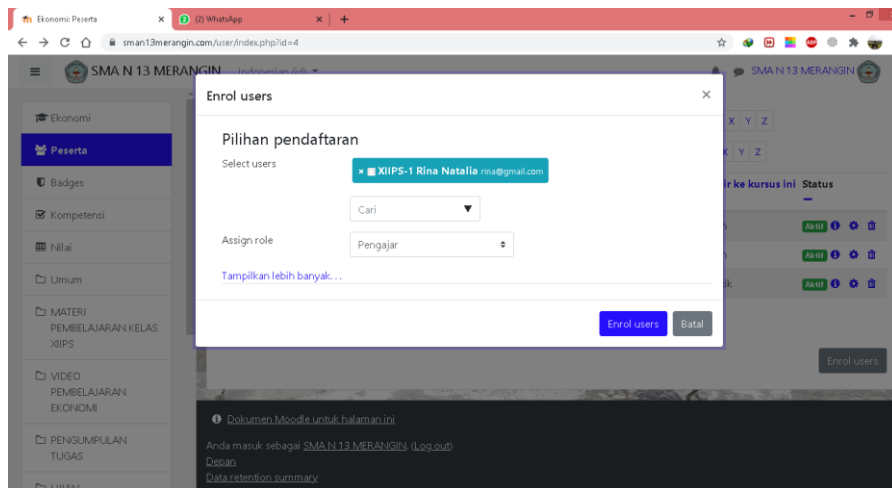 Ekonomi: Peserta
(2) WhatsApp
sman13merangin.com/user/index.php?id=4
SMA N 13 MERANGIN Indonesian (id)
SMA N 13 MERANGIN
Ekonomi
Peserta
Badges
Kompetensi
Nilai
Umum
MATERI
PEMBELAJARAN KELAS
XIIPS
VIDEO
PEMBELAJARAN
EKONOMI
PENGUMPULAN
TUGAS
Enrol users
Pilihan pendaftaran
Select users
× XIIPS-1 Rina Natalia rina@gmail.com
Cari
Assign role
Pengajar
Tampilkan lebih banyak...
Enrol users Batal
X Y Z
X Y Z
ir ke kursus ini Status
Aktif
Aktif
Aktif
Enrol users
Dokumen Moodle untuk halaman ini
Anda masuk sebagai SMA N 13 MERANGIN (Log out)
Depan
Data retention summary